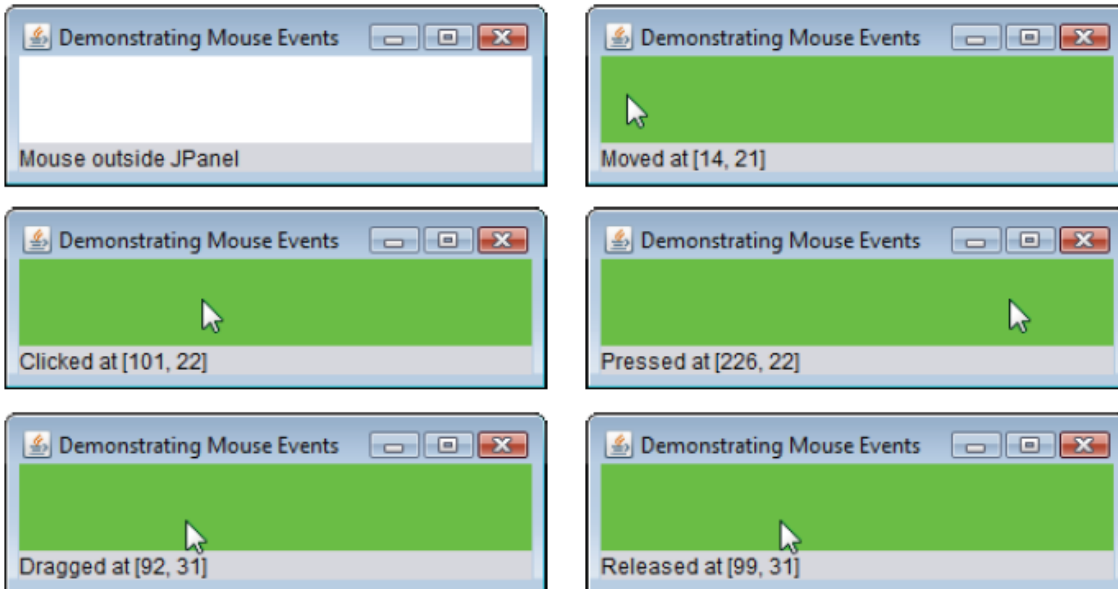 Demonstrating Mouse Events
Mouse outside JPanel
Demonstrating Mouse Events
Moved at [14, 21]
Demonstrating Mouse Events
Clicked at [101, 22]
Demonstrating Mouse Events
Pressed at [226, 22]
Demonstrating Mouse Events
Dragged at [92, 31]
Demonstrating Mouse Events
Released at [99, 31]